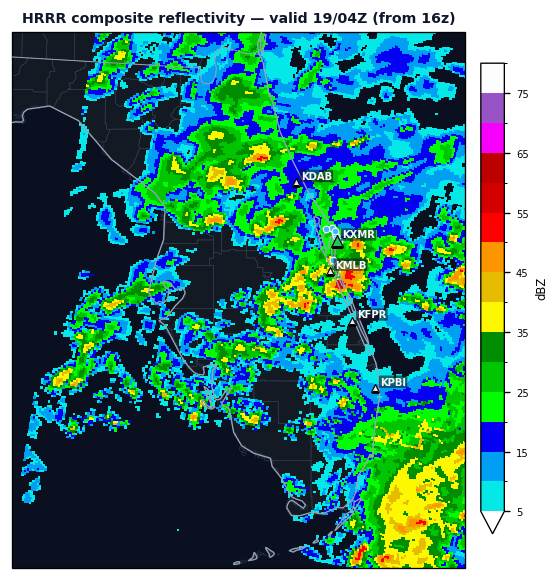 HRRR composite reflectivity — valid 19/04Z (from 16z)
KDAB
KXMR
KMLB
KFPR
KPBI
75
65
55
45
35
25
15
5
dBZ